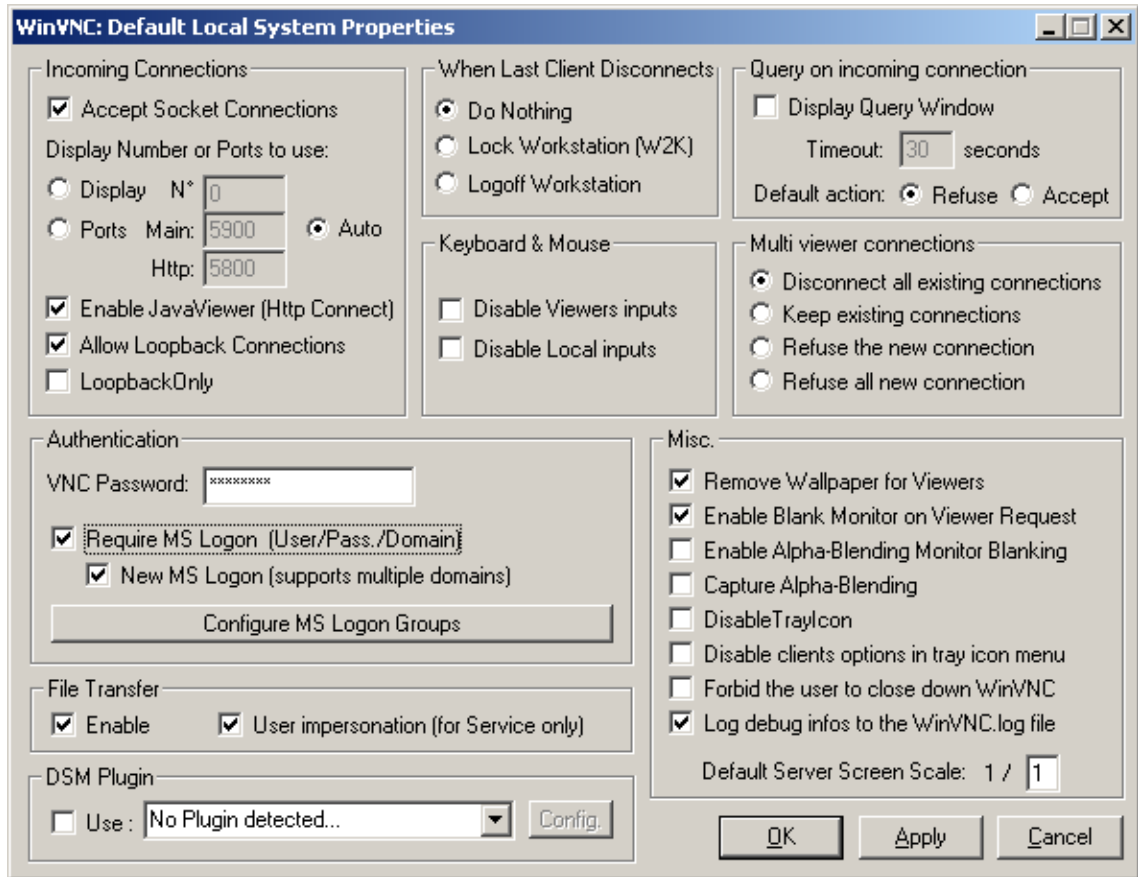 WinVNC: Default Local System Properties
Incoming Connections
Accept Socket Connections
Display Number or Ports to use:
Display N° 0
Ports Main: 5900 Auto
Http: 5800
Enable JavaViewer (Http Connect)
Allow Loopback Connections
LoopbackOnly
When Last Client Disconnects
Do Nothing
Lock Workstation (W2K)
Logoff Workstation
Keyboard & Mouse
Disable Viewers inputs
Disable Local inputs
Query on incoming connection
Display Query Window
Timeout: 30 seconds
Default action: Refuse Accept
Multi viewer connections
Disconnect all existing connections
Keep existing connections
Refuse the new connection
Refuse all new connection
Authentication
VNC Password: ********
Require MS Logon (User/Pass./Domain)
New MS Logon (supports multiple domains)
Configure MS Logon Groups
File Transfer
Enable User impersonation (for Service only)
DSM Plugin
Use : No Plugin detected... Config.
Misc.
Remove Wallpaper for Viewers
Enable Blank Monitor on Viewer Request
Enable Alpha-Blending Monitor Blanking
Capture Alpha-Blending
DisableTrayIcon
Disable clients options in tray icon menu
Forbid the user to close down WinVNC
Log debug infos to the WinVNC.log file
Default Server Screen Scale: 1 / 1
OK Apply Cancel